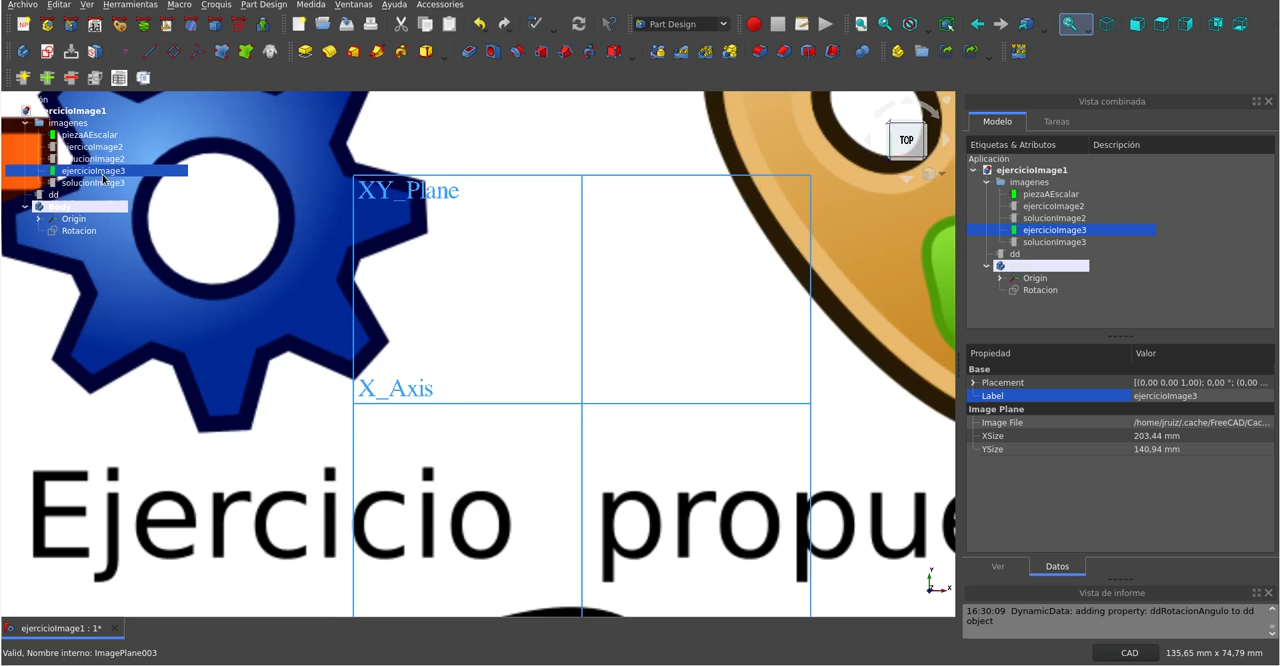 Archivo Editar Ver Herramientas Macro Croquis Part Design Medida Ventanas Ayuda Accesorios
Part Design
ón
ejercicioImage1
imagenes
piezaAEscalar
ejercicoImage2
solucionImage2
ejercicioImage3
solucionImage3
dd
Body
Origin
Rotacion
XY_Plane
X_Axis
TOP
Ejercicio propue
Y
Z X
ejercicioImage1 : 1*
Valid, Nombre interno: ImagePlane003
Vista combinada
Modelo Tareas
Etiquetas & Atributos Descripción
Aplicación
ejercicioImage1
imagenes
piezaAEscalar
ejercicoImage2
solucionImage2
ejercicioImage3
solucionImage3
dd
Origin
Rotacion
Propiedad Valor
Base
Placement [(0,00 0,00 1,00); 0,00 °; (0,00 ...
Label ejercicioImage3
Image Plane
Image File /home/jruiz/.cache/FreeCAD/Cac...
XSize 203,44 mm
YSize 140,94 mm
Ver Datos
Vista de informe
16:30:09 DynamicData: adding property: ddRotacionAngulo to dd
object
CAD 135,65 mm x 74,79 mm